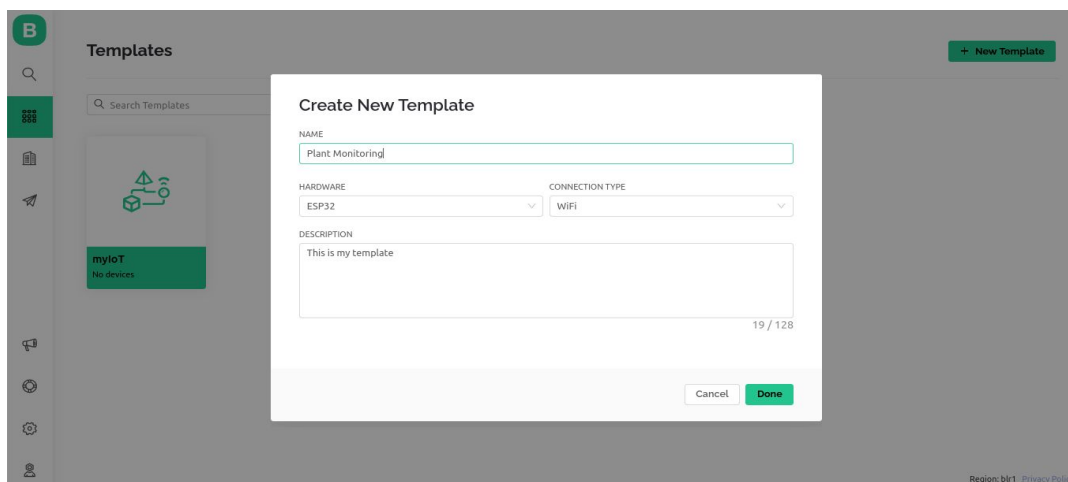 B
Templates
+ New Template
Search Templates
Create New Template
NAME
Plant Monitoring
HARDWARE
CONNECTION TYPE
ESP32
WiFi
DESCRIPTION
This is my template
19 / 128
myIoT
No devices
Cancel
Done
Region: blr1 Privacy